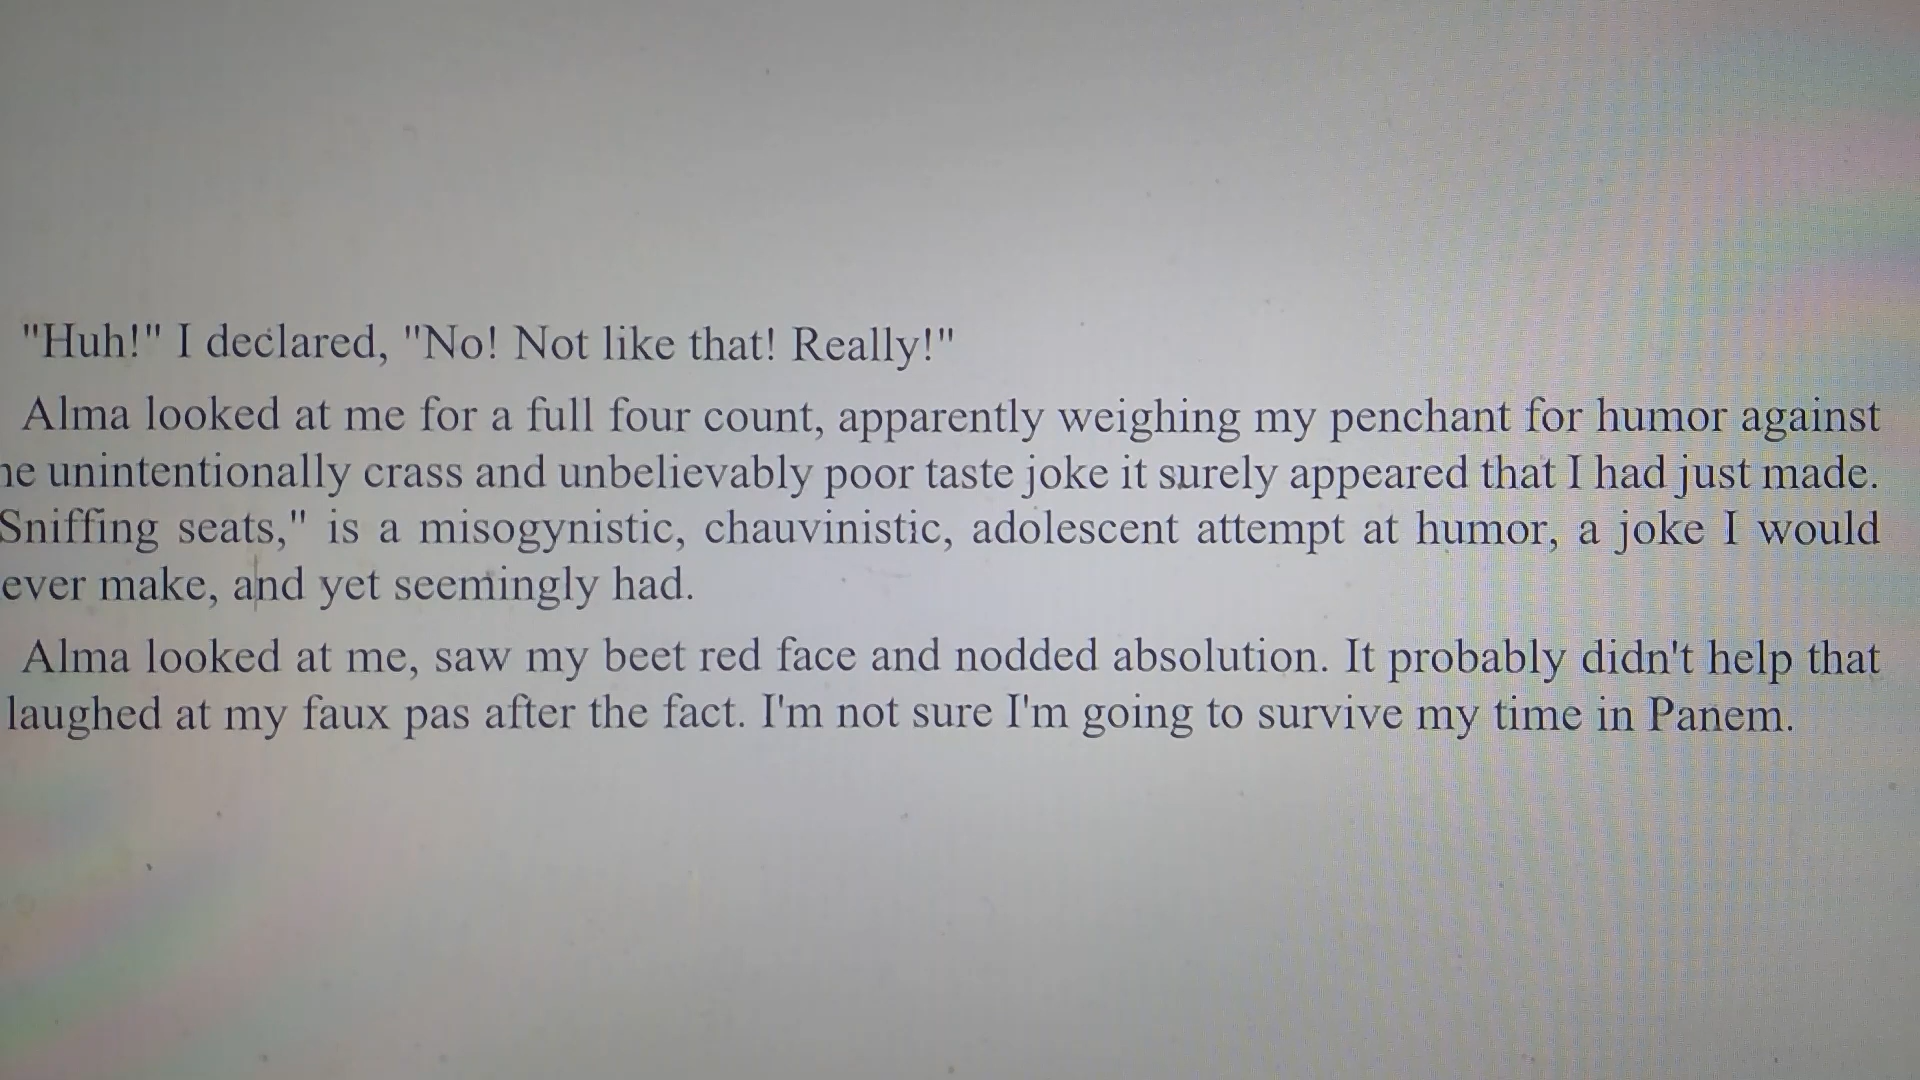 "Huh!" I declared, "No! Not like that! Really!"
Alma looked at me for a full four count, apparently weighing my penchant for humor against
he unintentionally crass and unbelievably poor taste joke it surely appeared that I had just made.
Sniffing seats," is a misogynistic, chauvinistic, adolescent attempt at humor, a joke I would
ever make, and yet seemingly had.
Alma looked at me, saw my beet red face and nodded absolution. It probably didn't help that
laughed at my faux pas after the fact. I'm not sure I'm going to survive my time in Panem.